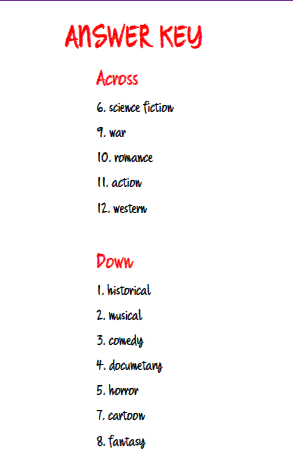 ANSWER KEY
Across
6. science fiction
9. war
10. romance
11. action
12. western
Down
1. historical
2. musical
3. comedy
4. documetary
5. horror
7. cartoon
8. fantasy